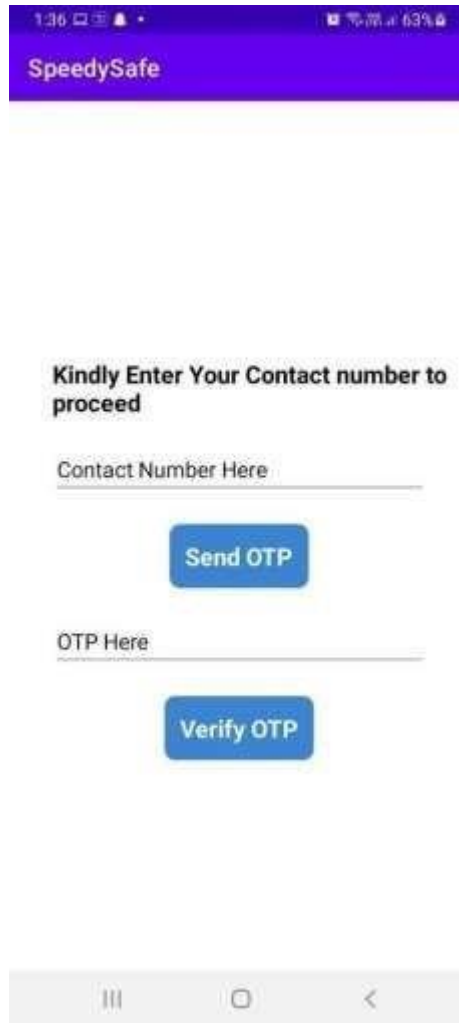 1:36
63%
SpeedySafe
Kindly Enter Your Contact number to
proceed
Contact Number Here
Send OTP
OTP Here
Verify OTP